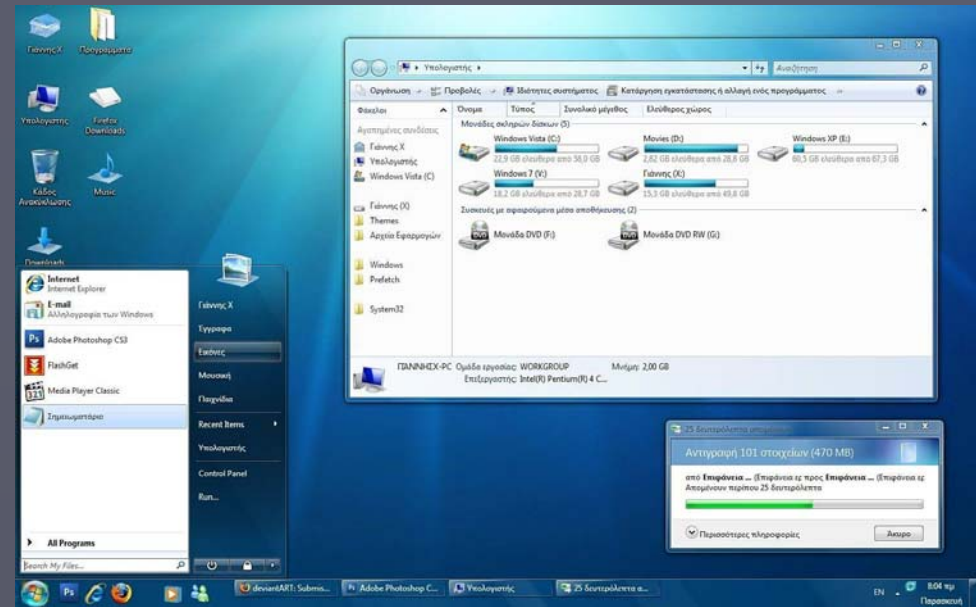 Γιάννης Χ
Προγράμματα
Υπολογιστής
Firefox
Downloads
Κάδος
Ανακύκλωσης
Music
Downloads
Υπολογιστής
Αναζήτηση
Οργάνωση
Προβολές
Ιδιότητες συστήματος
Κατάργηση εγκατάστασης ή αλλαγή ενός προγράμματος
Φάκελοι
Όνομα Τύπος Συνολικό μέγεθος Ελεύθερος χώρος
Αγαπημένες συνδέσεις
Γιάννης Χ
Υπολογιστής
Windows Vista (C)
Γιάννης (X)
Themes
Αρχεία Εφαρμογών
Windows
Prefetch
System32
Μονάδες σκληρών δίσκων (5)
Windows Vista (C:)
22,9 GB ελεύθερα από 58,0 GB
Movies (D:)
2,82 GB ελεύθερα από 28,8 GB
Windows XP (E:)
60,5 GB ελεύθερα από 67,3 GB
Windows 7 (V:)
18,2 GB ελεύθερα από 28,7 GB
Γιάννης (X:)
15,3 GB ελεύθερα από 49,8 GB
Συσκευές με αφαιρούμενα μέσα αποθήκευσης (2)
Μονάδα DVD (F:)
Μονάδα DVD RW (G:)
ΓΙΑΝΝΗΣΧ-PC Ομάδα εργασίας: WORKGROUP Μνήμη: 2,00 GB
Επεξεργαστής: Intel(R) Pentium(R) 4 C...
Internet
Internet Explorer
E-mail
Αλληλογραφία των Windows
Adobe Photoshop CS3
FlashGet
Media Player Classic
Σημειωματάριο
All Programs
Search My Files...
Γιάννης Χ
Έγγραφα
Εικόνες
Μουσική
Παιχνίδια
Recent Items
Υπολογιστής
Control Panel
Run...
25 δευτερόλεπτα απομένουν
Αντιγραφή 101 στοιχείων (470 MB)
από Επιφάνεια ... (Επιφάνεια ες προς Επιφάνεια ... (Επιφάνεια ες
Απομένουν περίπου 25 δευτερόλεπτα
Περισσότερες πληροφορίες
Άκυρο
deviantART: Submis...
Adobe Photoshop C...
Υπολογιστής
25 δευτερόλεπτα α...
EN
8:04 πμ
Παρασκευή